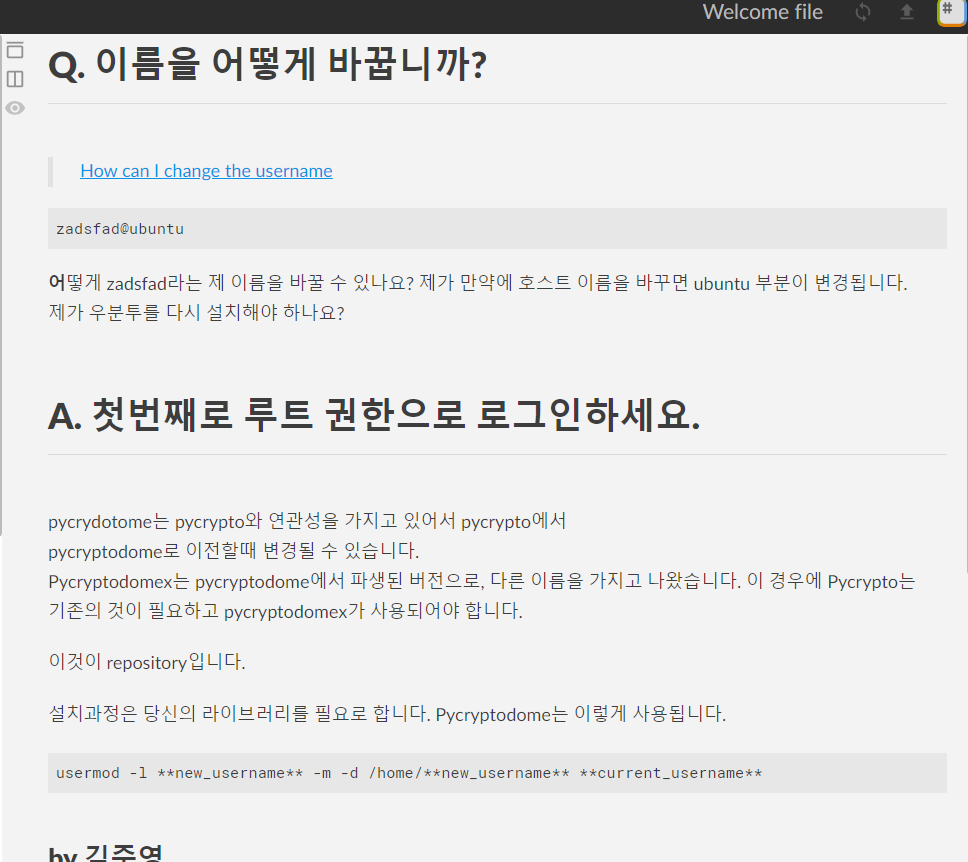 Welcome file
Q. 이름을 어떻게 바꿉니까?
How can I change the username
zadsfad@ubuntu
어떻게 zadsfad라는 제 이름을 바꿀 수 있나요? 제가 만약에 호스트 이름을 바꾸면 ubuntu 부분이 변경됩니다.
제가 우분투를 다시 설치해야 하나요?
A. 첫번째로 루트 권한으로 로그인하세요.
pycrydotome는 pycrypto와 연관성을 가지고 있어서 pycrypto에서
pycryptodome로 이전할때 변경될 수 있습니다.
Pycryptodomex는 pycryptodome에서 파생된 버전으로, 다른 이름을 가지고 나왔습니다. 이 경우에 Pycrypto는
기존의 것이 필요하고 pycryptodomex가 사용되어야 합니다.
이것이 repository입니다.
설치과정은 당신의 라이브러리를 필요로 합니다. Pycryptodome는 이렇게 사용됩니다.
usermod -l **new_username** -m -d /home/**new_username** **current_username**
by 김주영